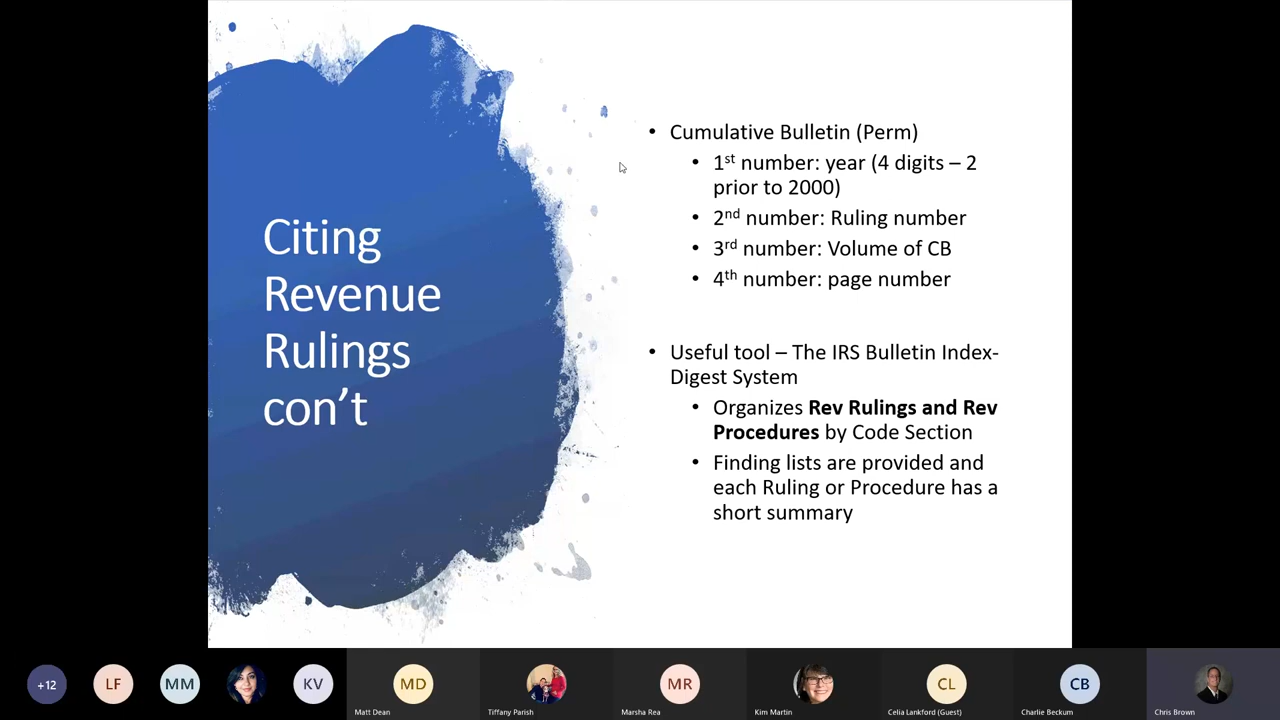 Citing
Revenue
Rulings
con't
• Cumulative Bulletin (Perm)
• 1st number: year (4 digits – 2
prior to 2000)
• 2nd number: Ruling number
• 3rd number: Volume of CB
• 4th number: page number
• Useful tool – The IRS Bulletin Index-
Digest System
• Organizes Rev Rulings and Rev
Procedures by Code Section
• Finding lists are provided and
each Ruling or Procedure has a
short summary
+12
LF
MM
KV
MD
MR
CL
CB
Matt Dean
Tiffany Parish
Marsha Rea
Kim Martin
Celia Lankford (Guest)
Charlie Beckum
Chris Brown